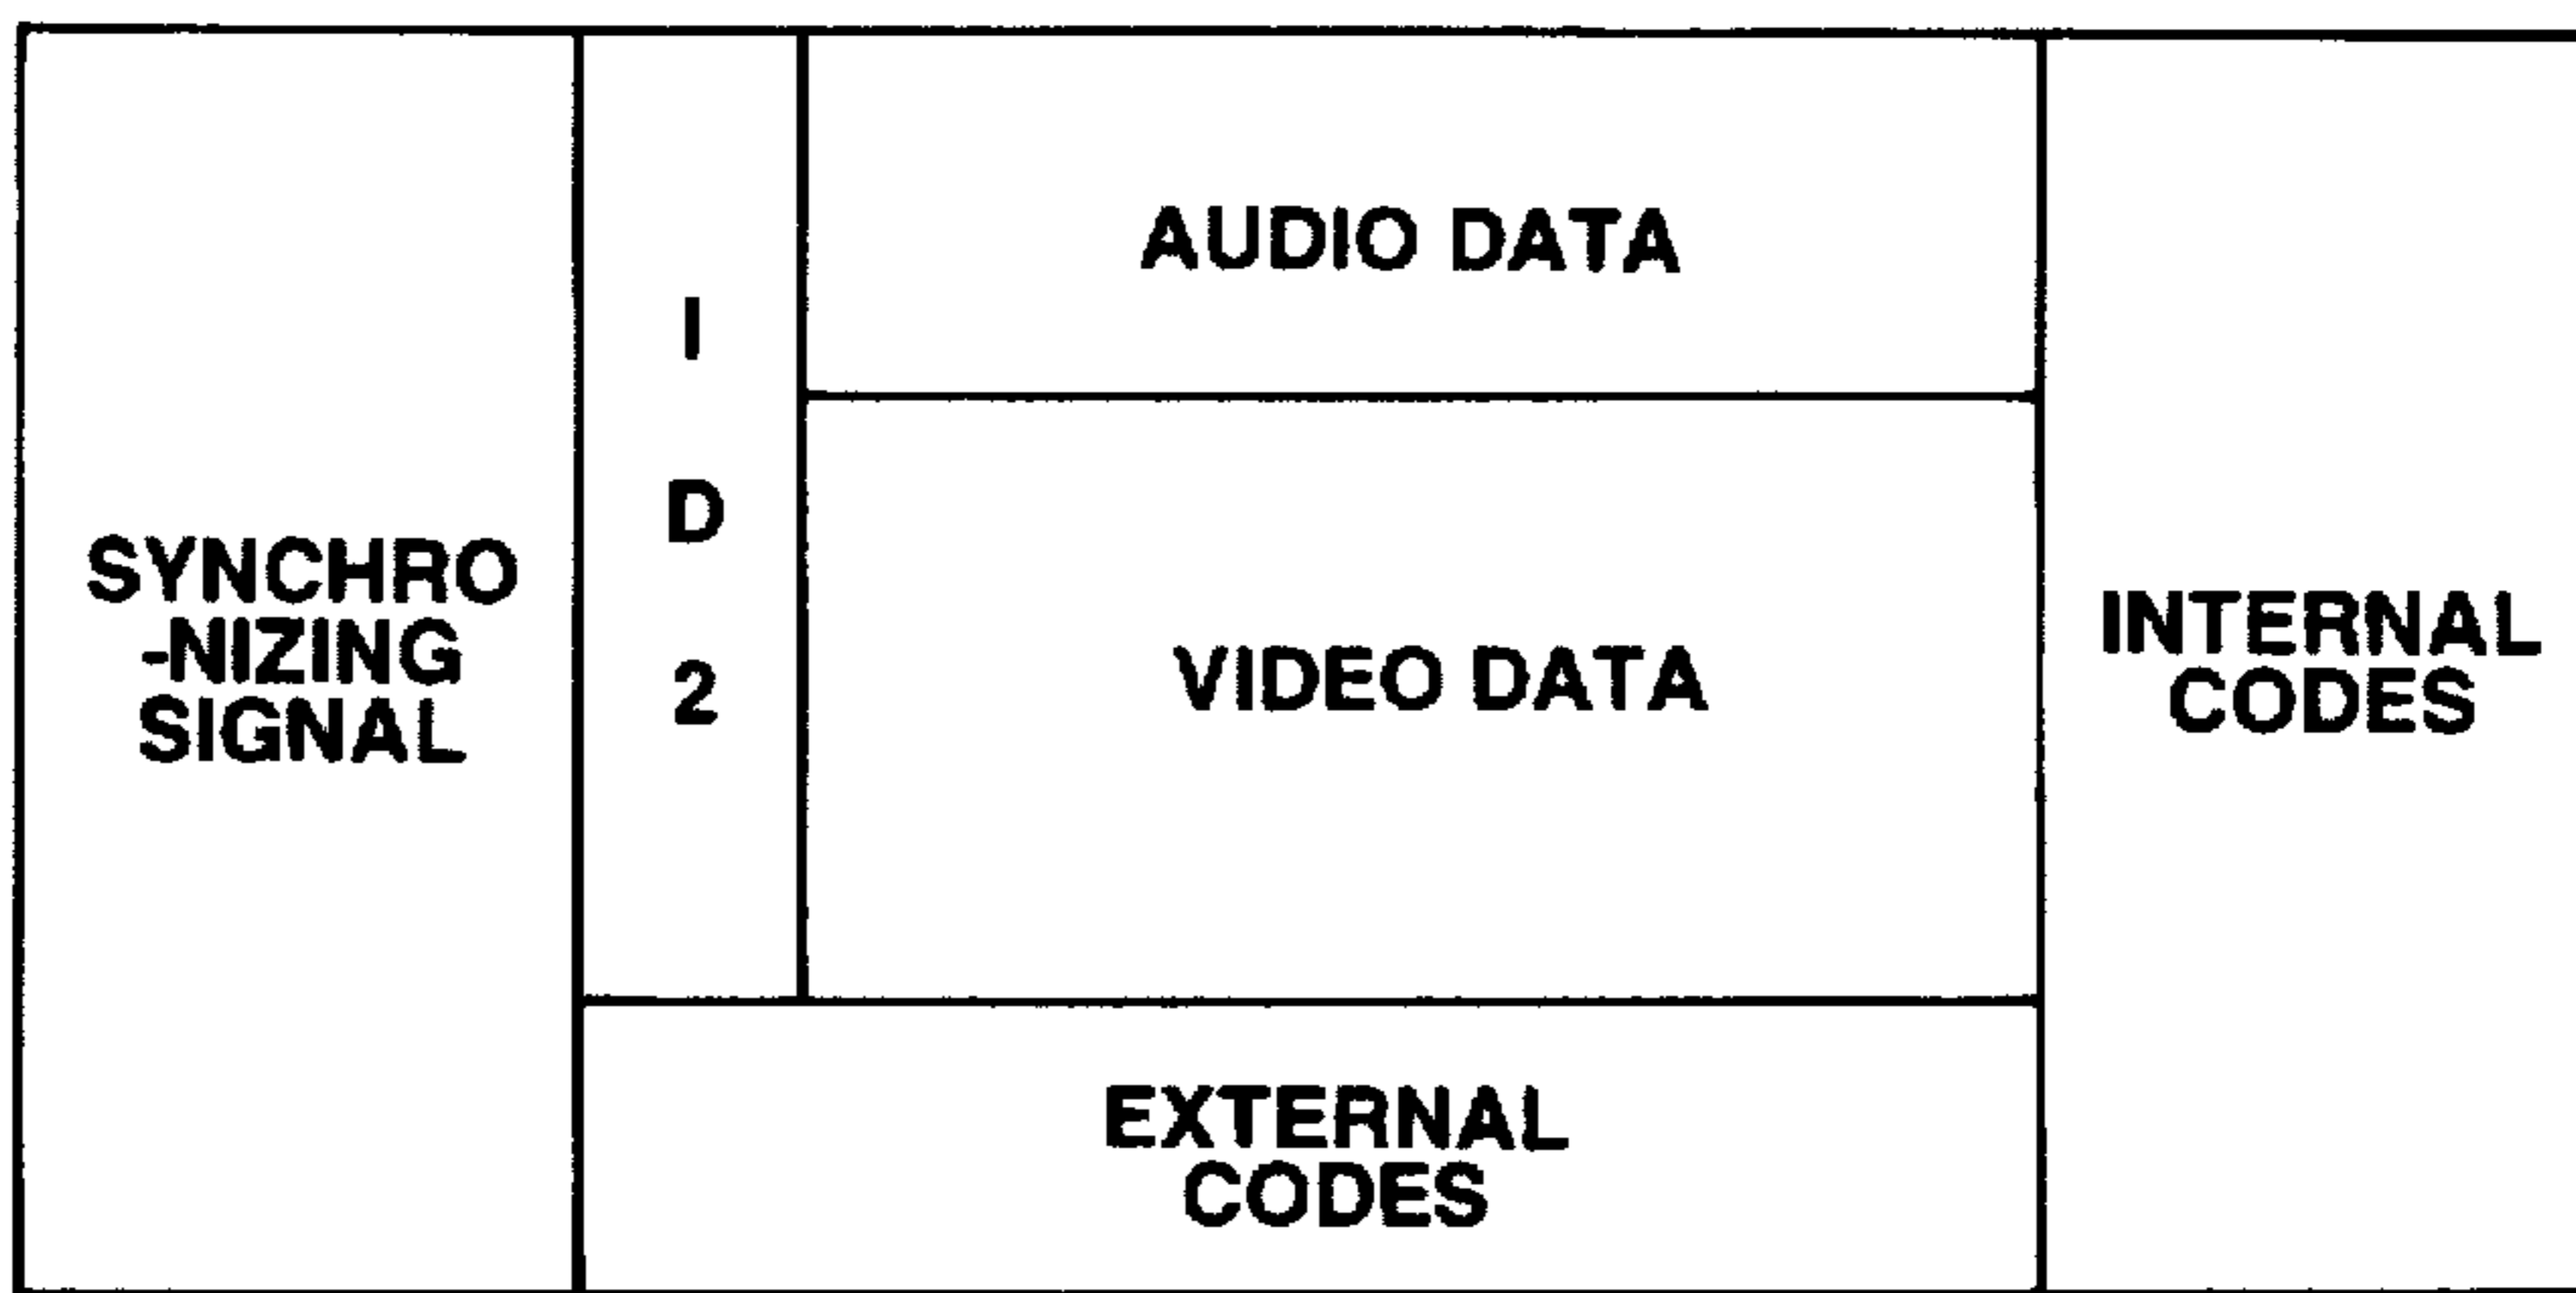 SYNCHRO
-NIZING
SIGNAL
I
D
2
AUDIO DATA
VIDEO DATA
EXTERNAL
CODES
INTERNAL
CODES